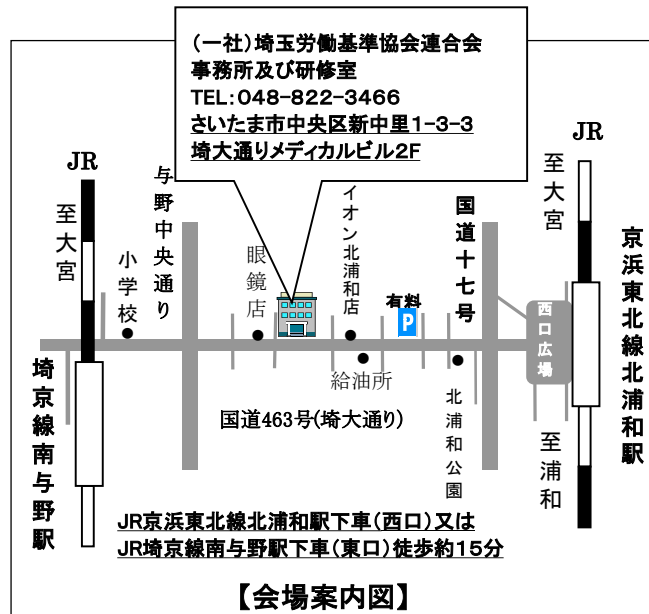 (一社)埼玉労働基準協会連合会
事務所及び研修室
TEL:048-822-3466
さいたま市中央区新中里1-3-3
埼大通りメディカルビル2F
JR
至大宮
小学校
埼京線南与野駅
与野中央通り
眼鏡店
イオン北浦和店
給油所
有料
P
国道十七号
北浦和公園
JR
至大宮
西口広場
至浦和
京浜東北線北浦和駅
国道463号(埼大通り)
JR京浜東北線北浦和駅下車(西口)又は
JR埼京線南与野駅下車(東口)徒歩約15分
【会場案内図】